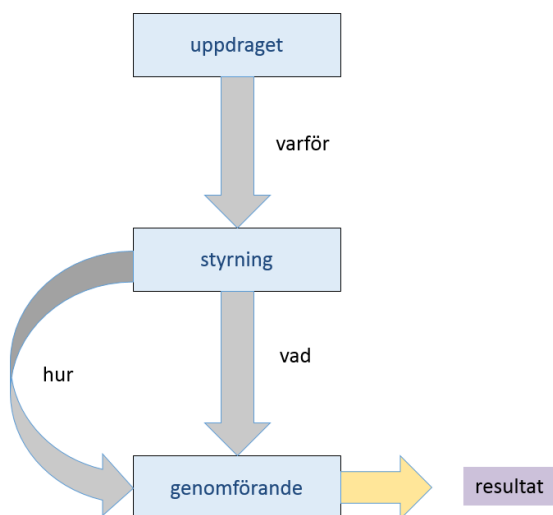 uppdraget
varför
styrning
vad
hur
genomförande
resultat